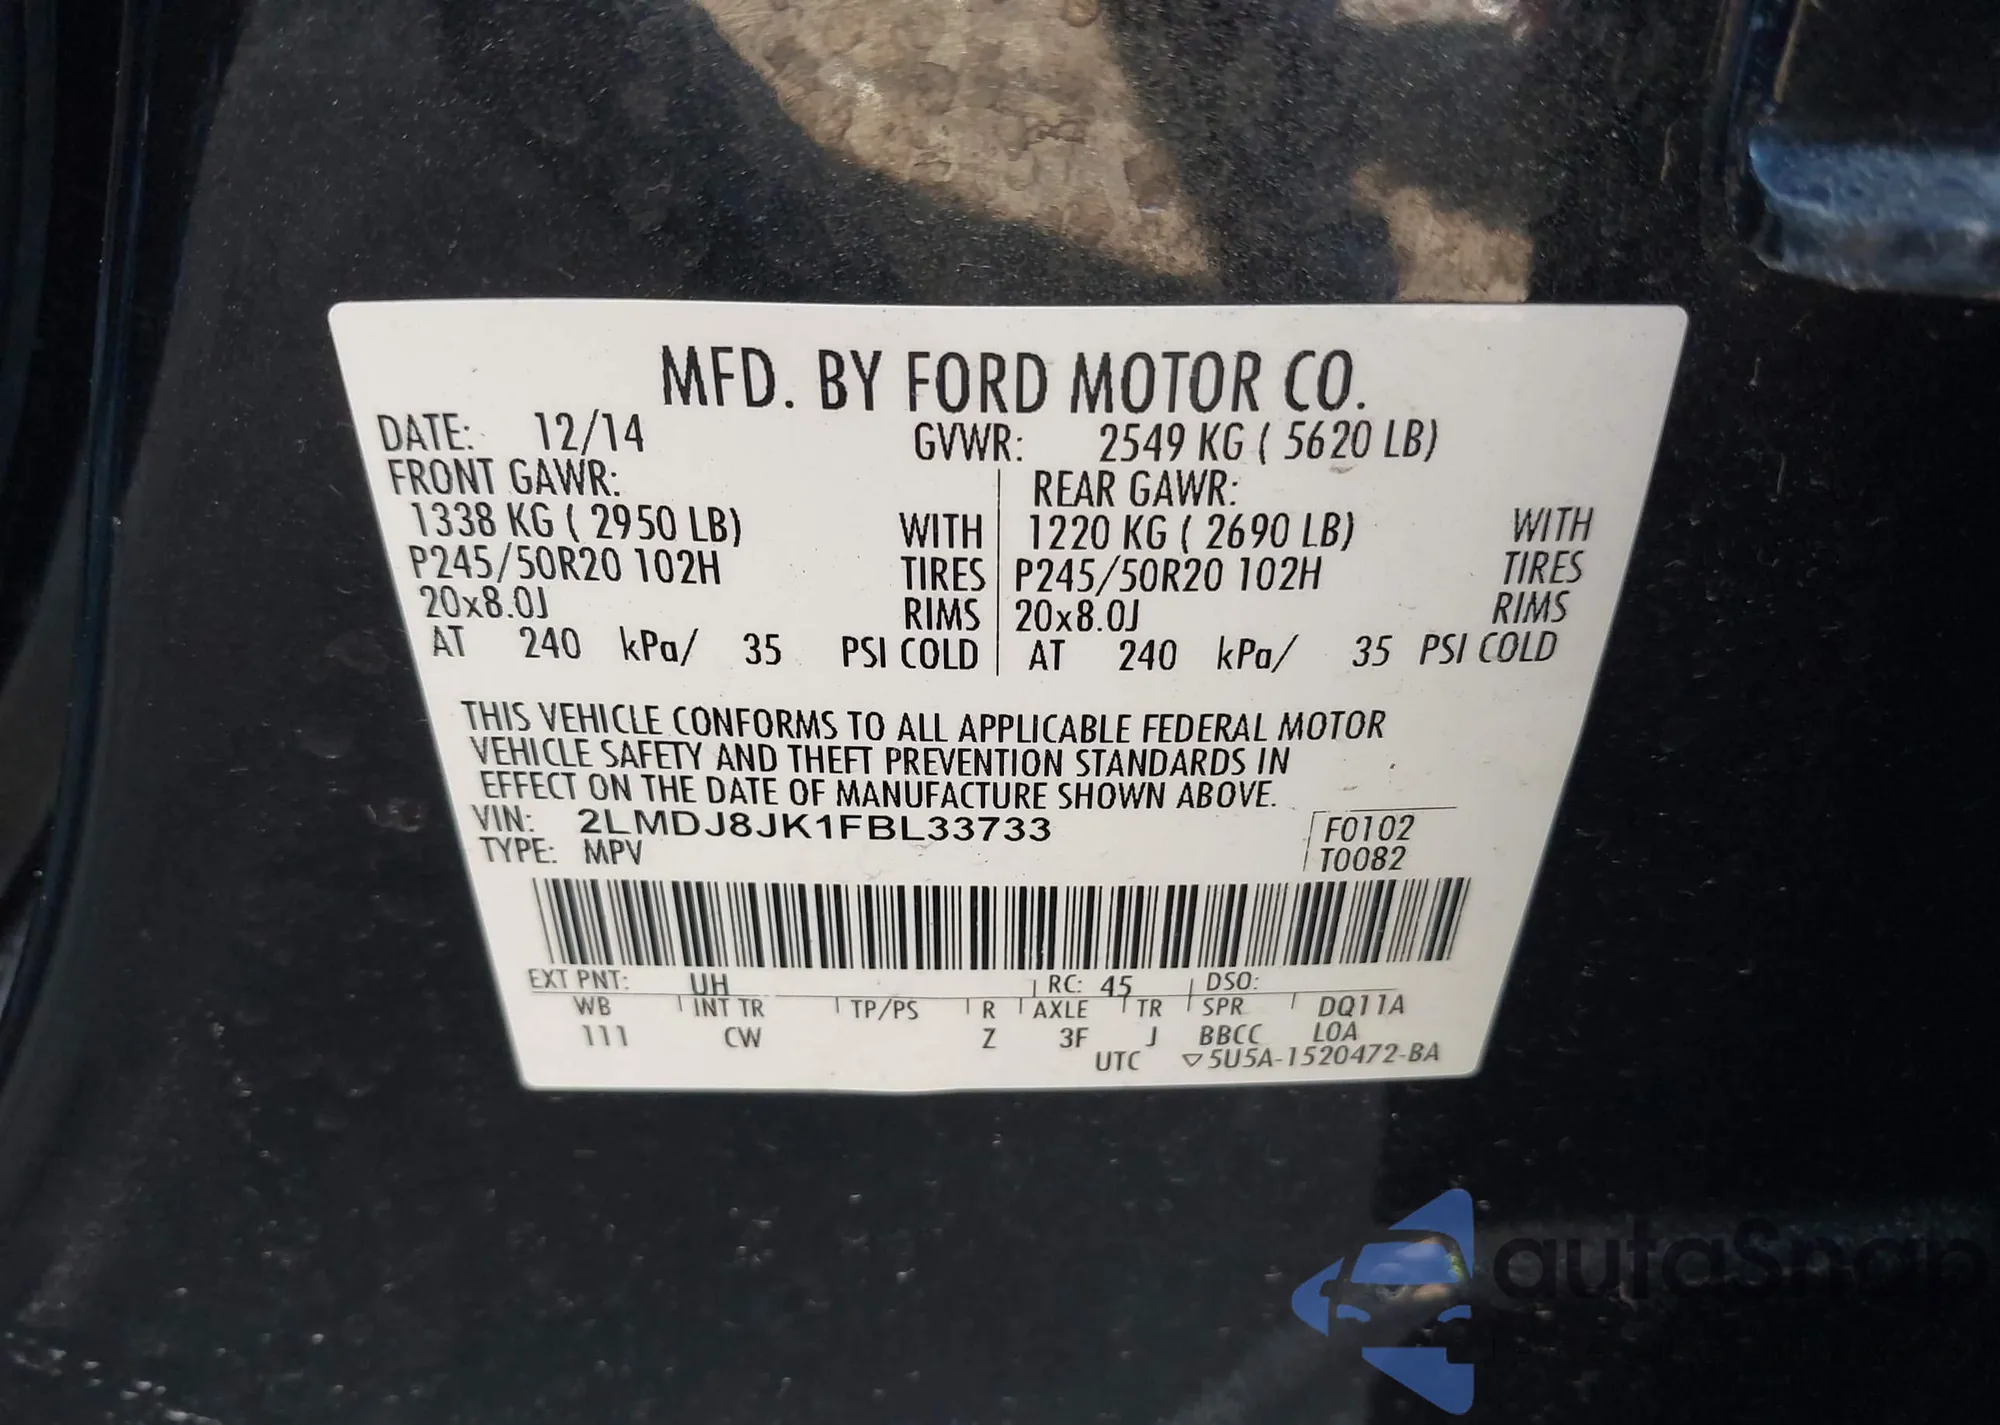 MFD. BY FORD MOTOR CO.
DATE: 12/14 GVWR: 2549 KG ( 5620 LB)
FRONT GAWR: REAR GAWR:
1338 KG ( 2950 LB) WITH 1220 KG ( 2690 LB) WITH
P245/50R20 102H TIRES P245/50R20 102H TIRES
20x8.0J RIMS 20x8.0J RIMS
AT 240 kPa/ 35 PSI COLD AT 240 kPa/ 35 PSI COLD
THIS VEHICLE CONFORMS TO ALL APPLICABLE FEDERAL MOTOR
VEHICLE SAFETY AND THEFT PREVENTION STANDARDS IN
EFFECT ON THE DATE OF MANUFACTURE SHOWN ABOVE.
VIN: 2LMDJ8JK1FBL33733 F0102
TYPE: MPV T0082
EXT PNT: UH RC: 45 DSO:
WB INT TR TP/PS R AXLE TR SPR DQ11A
111 CW Z 3F J BBCC LOA
UTC ▽5U5A-1520472-BA
autaSnap